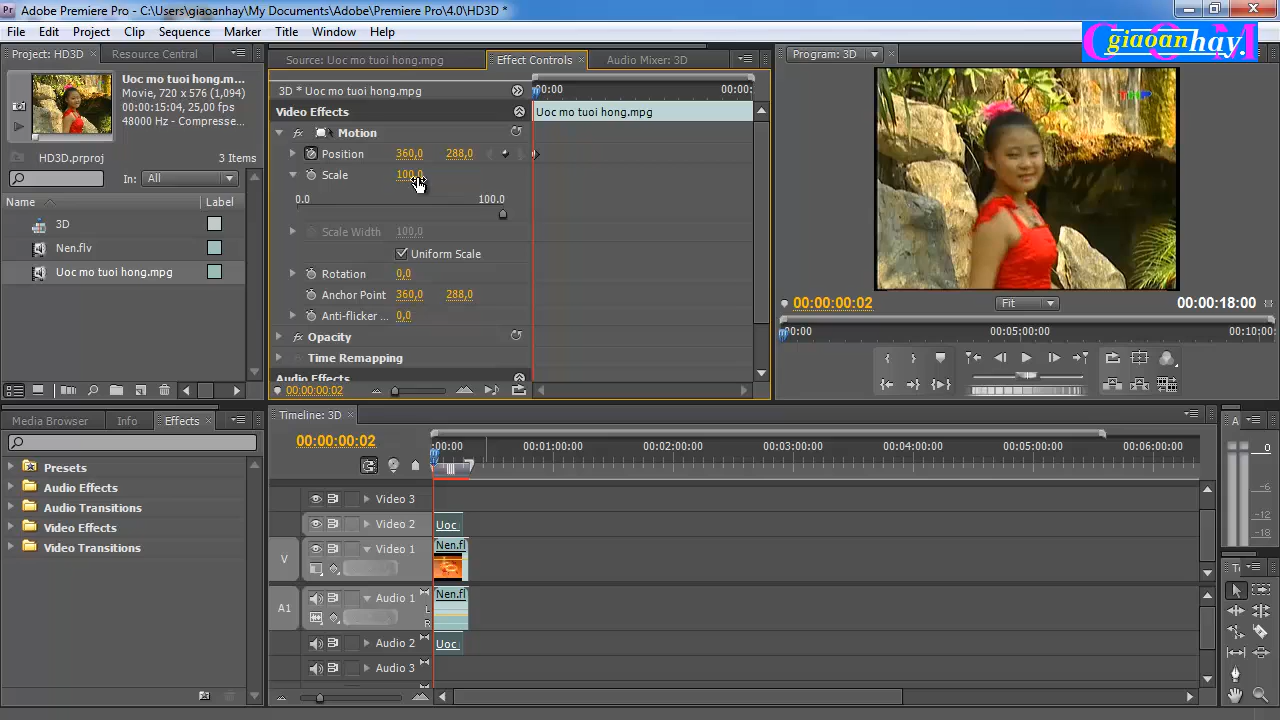 Adobe Premiere Pro - C:\Users\giaoanhay\My Documents\Adobe\Premiere Pro\4.0\HD3D *
File Edit Project Clip Sequence Marker Title Window Help
giaoanhay.
Project: HD3D Resource Central
Uoc mo tuoi hong.m...
Movie, 720 x 576 (1,094)
00:00:15:04, 25,00 fps
48000 Hz - Compresse...
HD3D.prproj 3 Items
In: All
Name Label
3D
Nen.flv
Uoc mo tuoi hong.mpg
Source: Uoc mo tuoi hong.mpg Effect Controls Audio Mixer: 3D
3D * Uoc mo tuoi hong.mpg 00:00 00:00:
Video Effects Uoc mo tuoi hong.mpg
fx Motion
Position 360,0 288,0
Scale 100,0
0.0 100.0
Scale Width 100,0
Uniform Scale
Rotation 0,0
Anchor Point 360,0 288,0
Anti-flicker ... 0,0
fx Opacity
Time Remapping
Audio Effects
00:00:00:02
Program: 3D
00:00:00:02 Fit 00:00:18:00
00:00 00:05:00:00 00:10:00:
Media Browser Info Effects
Presets
Audio Effects
Audio Transitions
Video Effects
Video Transitions
Timeline: 3D
00:00:00:02
:00:00 00:01:00:00 00:02:00:00 00:03:00:00 00:04:00:00 00:05:00:00 00:06:00:00
Video 3
Video 2 Uoc
V Video 1 Nen.fl
A1 Audio 1 Nen.fl
L
R
Audio 2 Uoc
Audio 3
A
0
-6
-12
-18